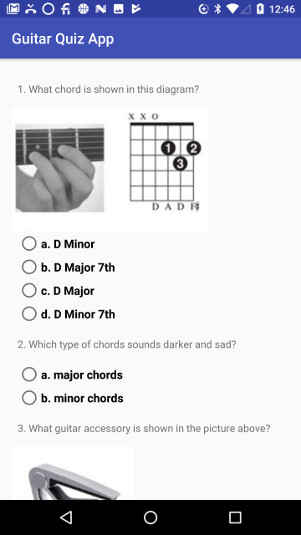 12:46
Guitar Quiz App
1. What chord is shown in this diagram?
X X O
1 2
3
D A D F#
a. D Minor
b. D Major 7th
c. D Major
d. D Minor 7th
2. Which type of chords sounds darker and sad?
a. major chords
b. minor chords
3. What guitar accessory is shown in the picture above?